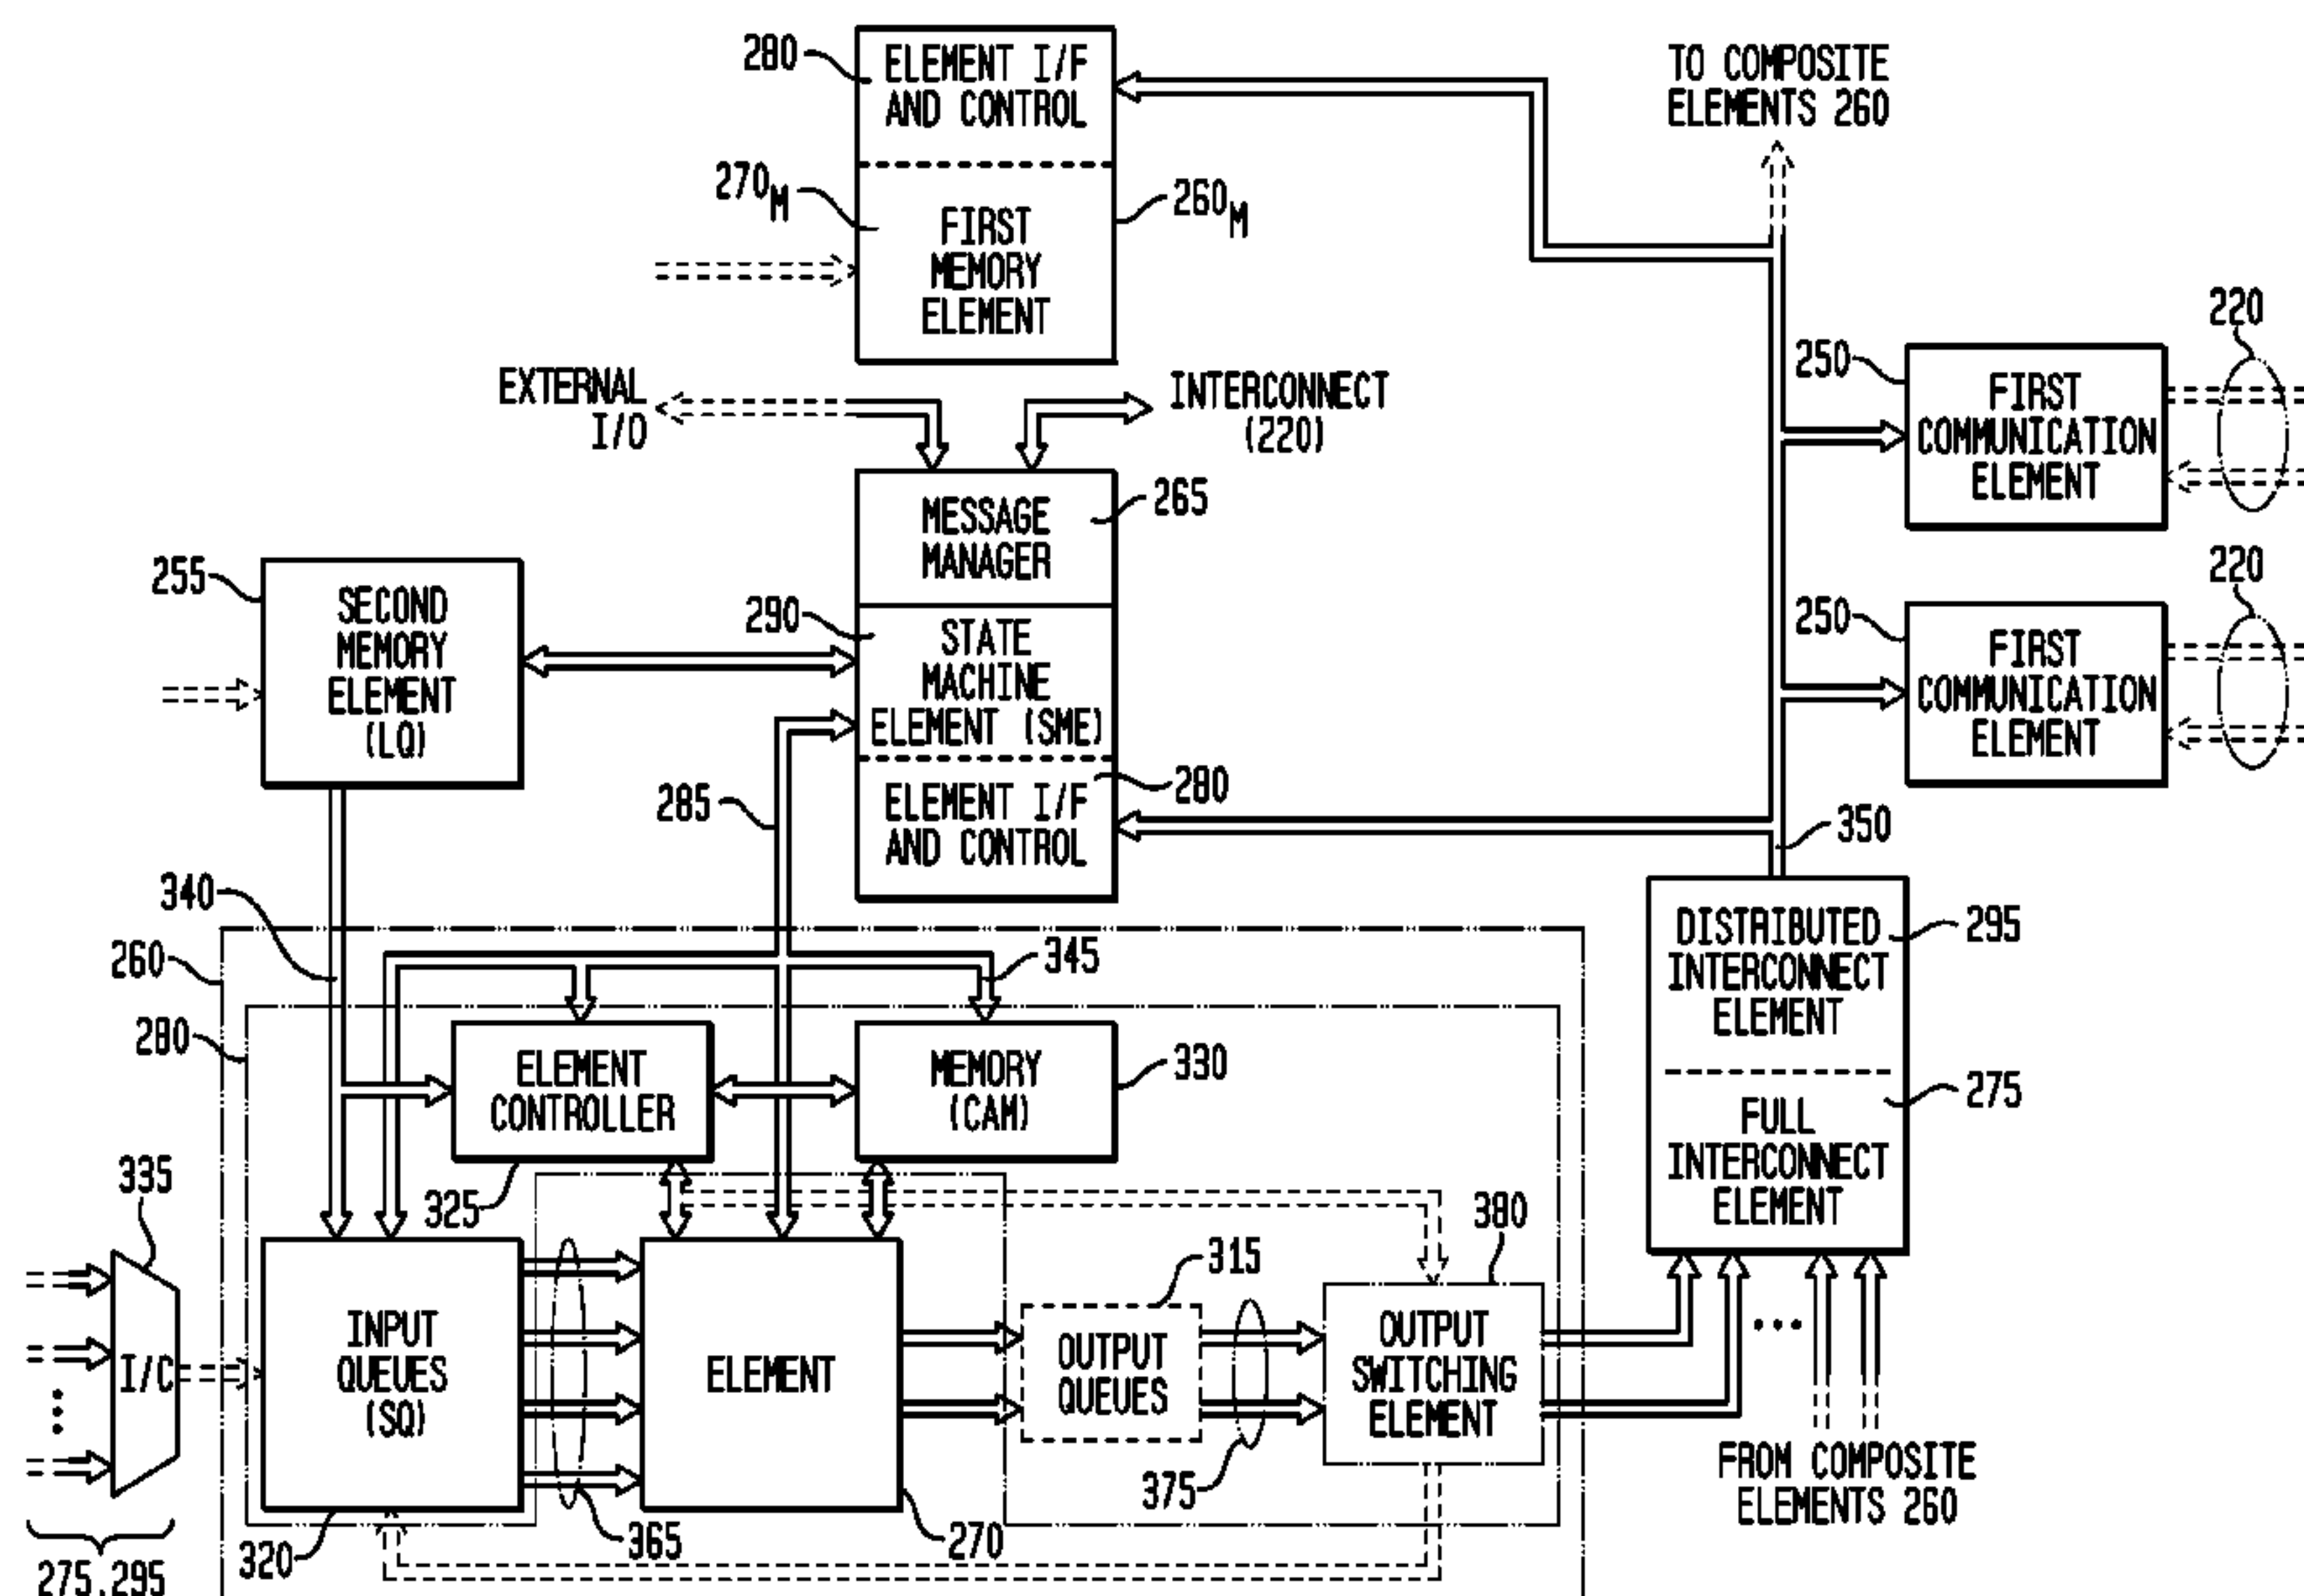 280
ELEMENT I/F
AND CONTROL
TO COMPOSITE
ELEMENTS 260
270M
260M
FIRST
MEMORY
ELEMENT
220
250
FIRST
COMMUNICATION
ELEMENT
EXTERNAL
I/O
INTERCONNECT
(220)
MESSAGE
MANAGER
265
255
SECOND
MEMORY
ELEMENT
(LQ)
290
STATE
MACHINE
ELEMENT (SME)
220
250
FIRST
COMMUNICATION
ELEMENT
285
280
ELEMENT I/F
AND CONTROL
350
340
260
345
DISTRIBUTED
INTERCONNECT
ELEMENT
295
280
ELEMENT
CONTROLLER
MEMORY
(CAM)
330
FULL
INTERCONNECT
ELEMENT
275
335
325
380
315
I/C
INPUT
QUEUES
(SQ)
ELEMENT
OUTPUT
QUEUES
OUTPUT
SWITCHING
ELEMENT
...
FROM COMPOSITE
ELEMENTS 260
375
320
365
270
275,295